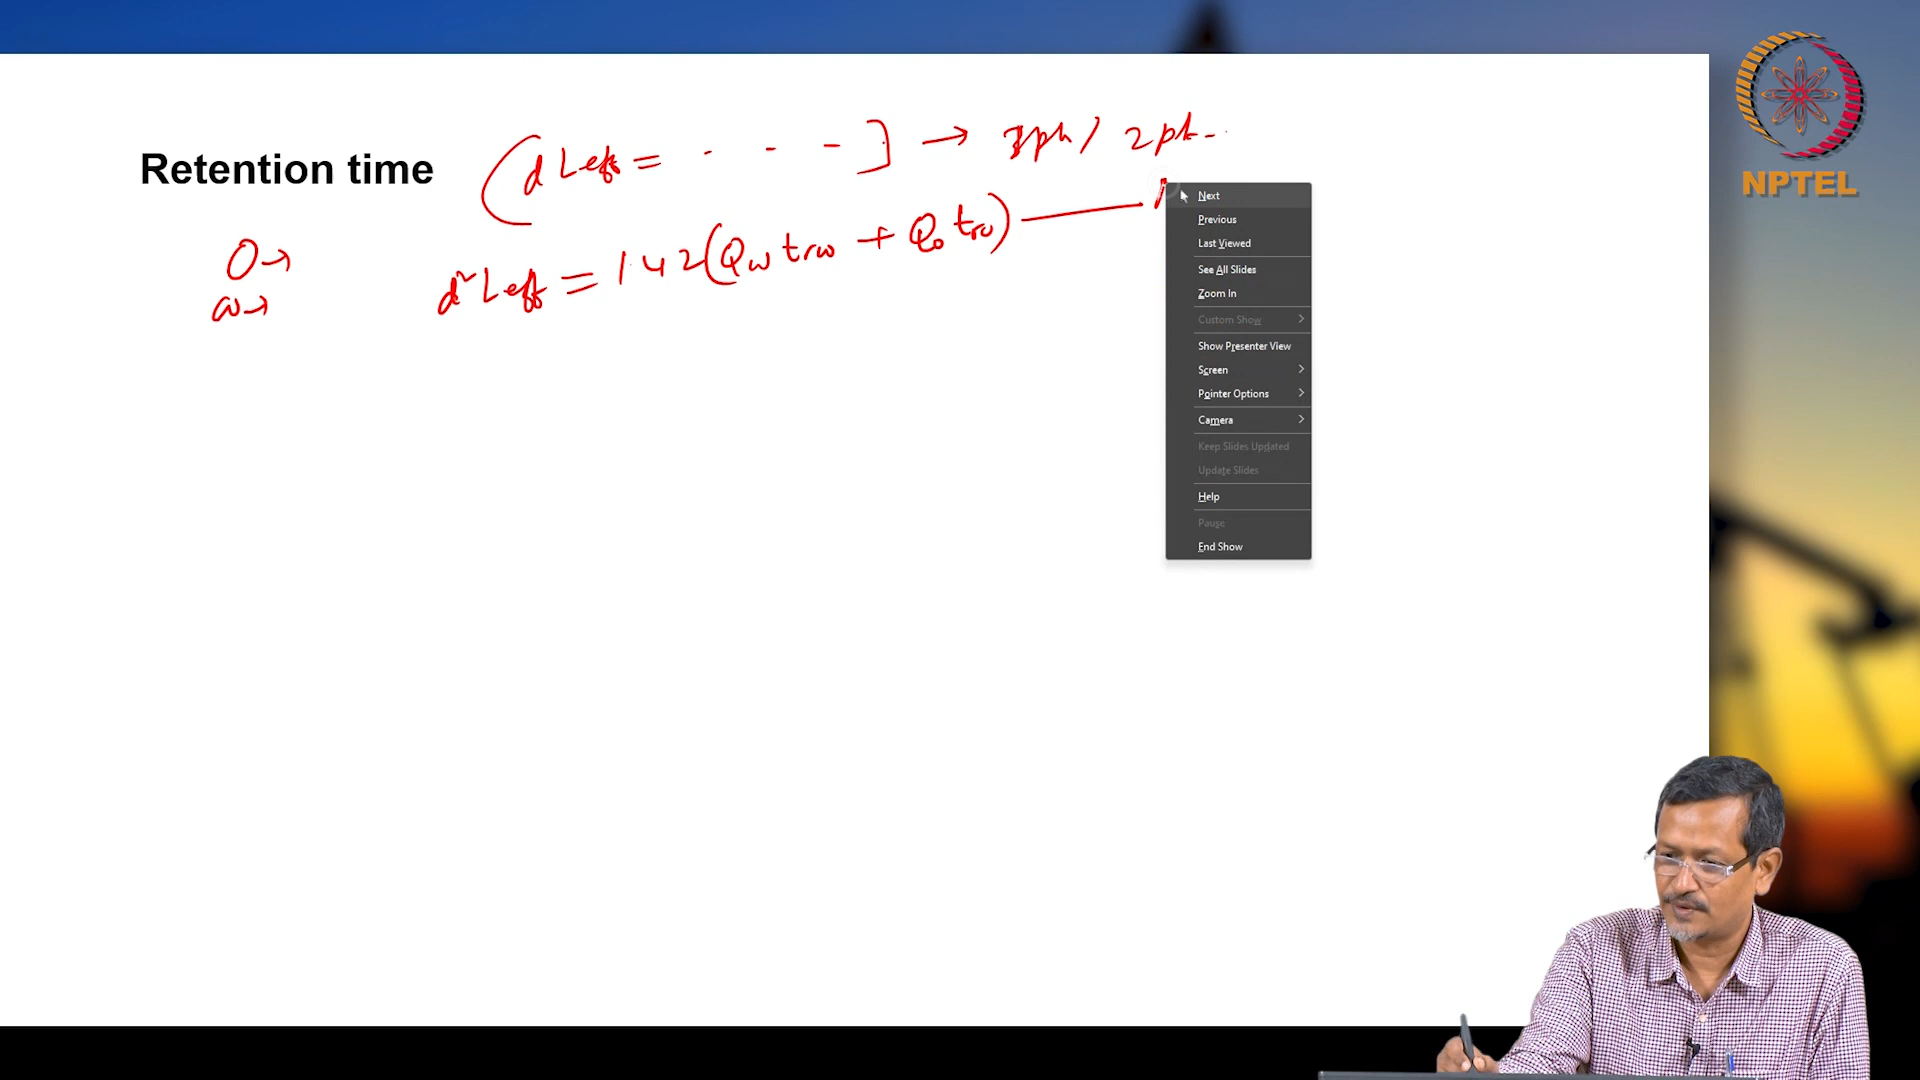 Retention time
(d Leff = - - - ] → 3ph / 2ph -
O →
w →
d² Leff = 1.42 (Qw trw + Qo tro)
NPTEL
Next
Previous
Last Viewed
See All Slides
Zoom In
Custom Show
Show Presenter View
Screen
Pointer Options
Camera
Keep Slides Updated
Update Slides
Help
Pause
End Show